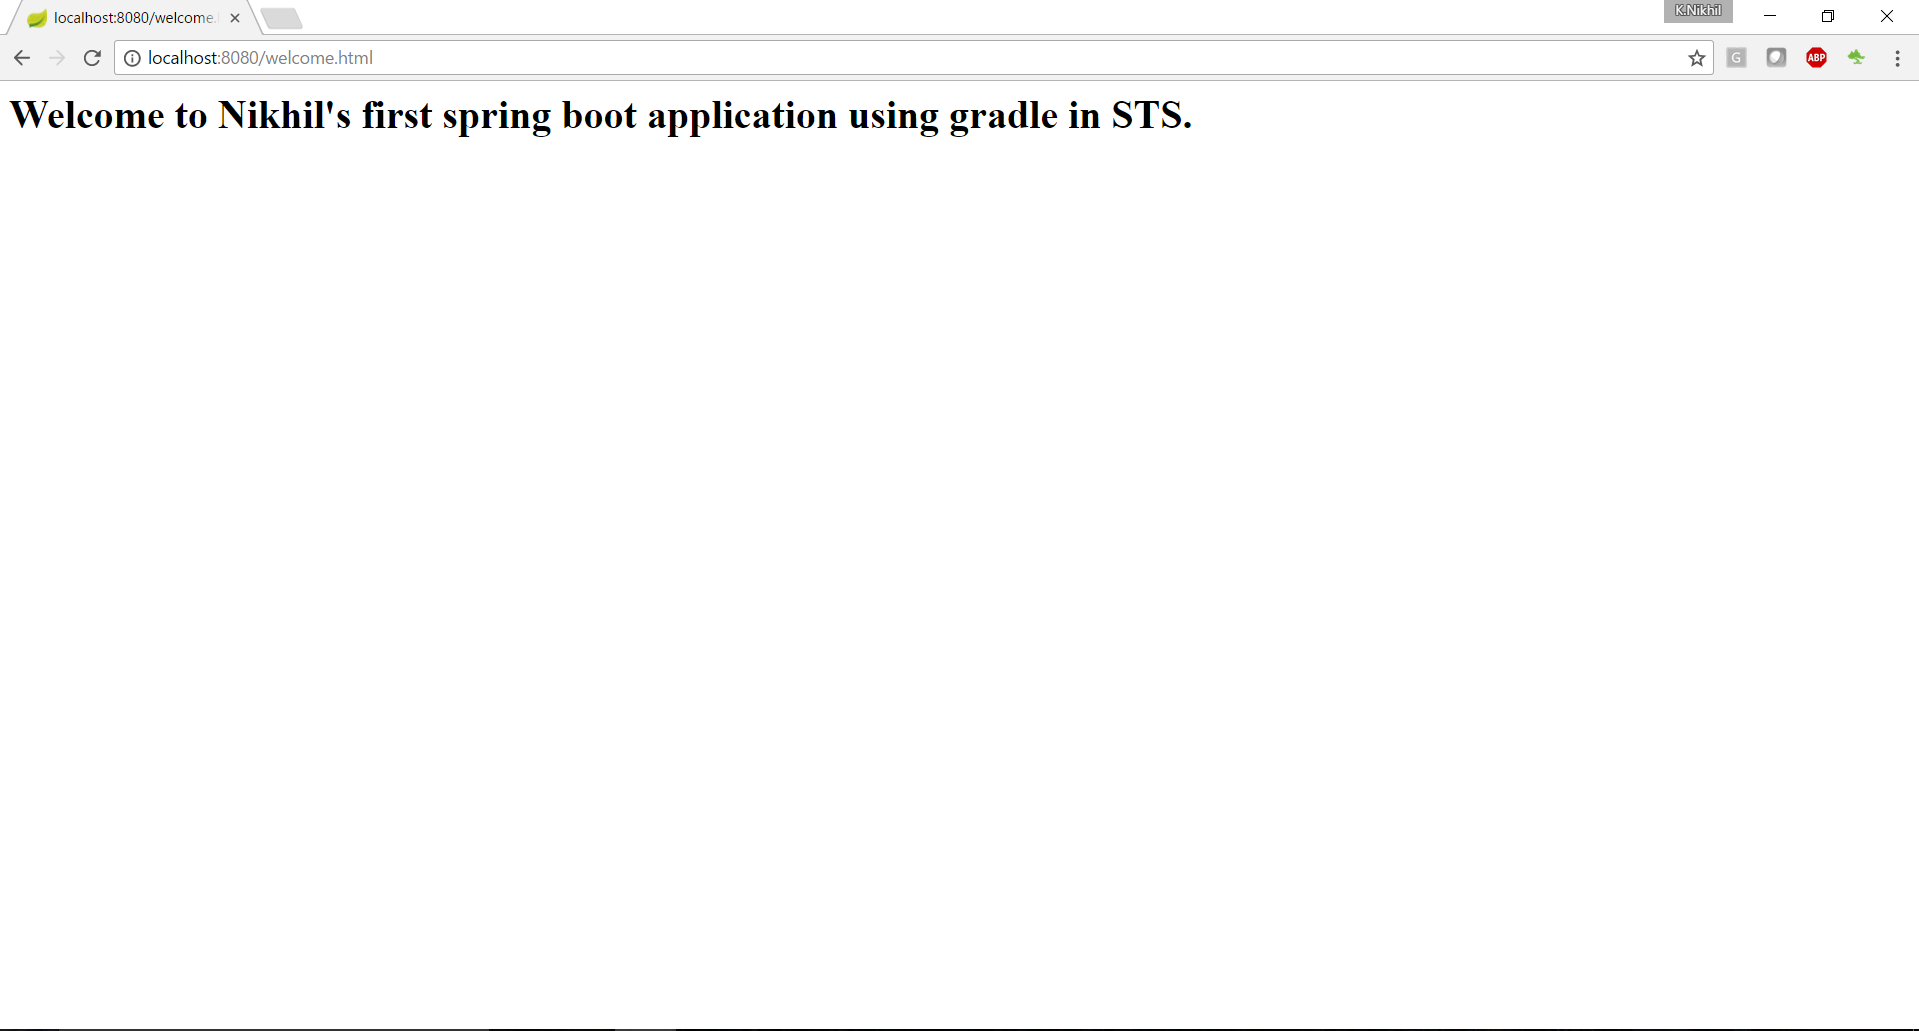 localhost:8080/welcome.
K.Nikhil
localhost:8080/welcome.html
G
ABP
Welcome to Nikhil's first spring boot application using gradle in STS.